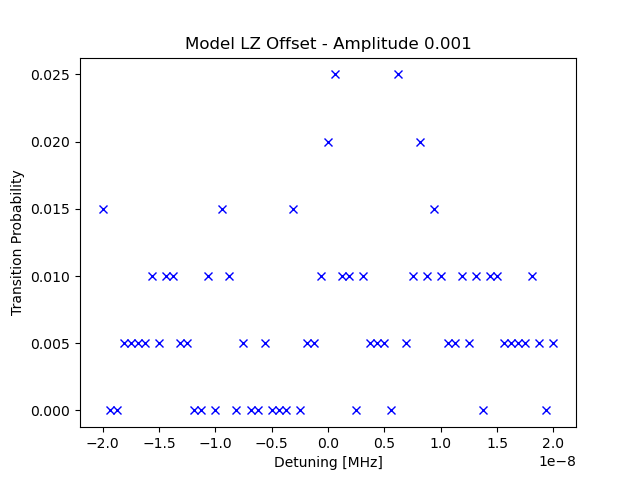 Model LZ Offset - Amplitude 0.001
Transition Probability
0.025
0.020
0.015
0.010
0.005
0.000
−2.0 −1.5 −1.0 −0.5 0.0 0.5 1.0 1.5 2.0
1e−8
Detuning [MHz]